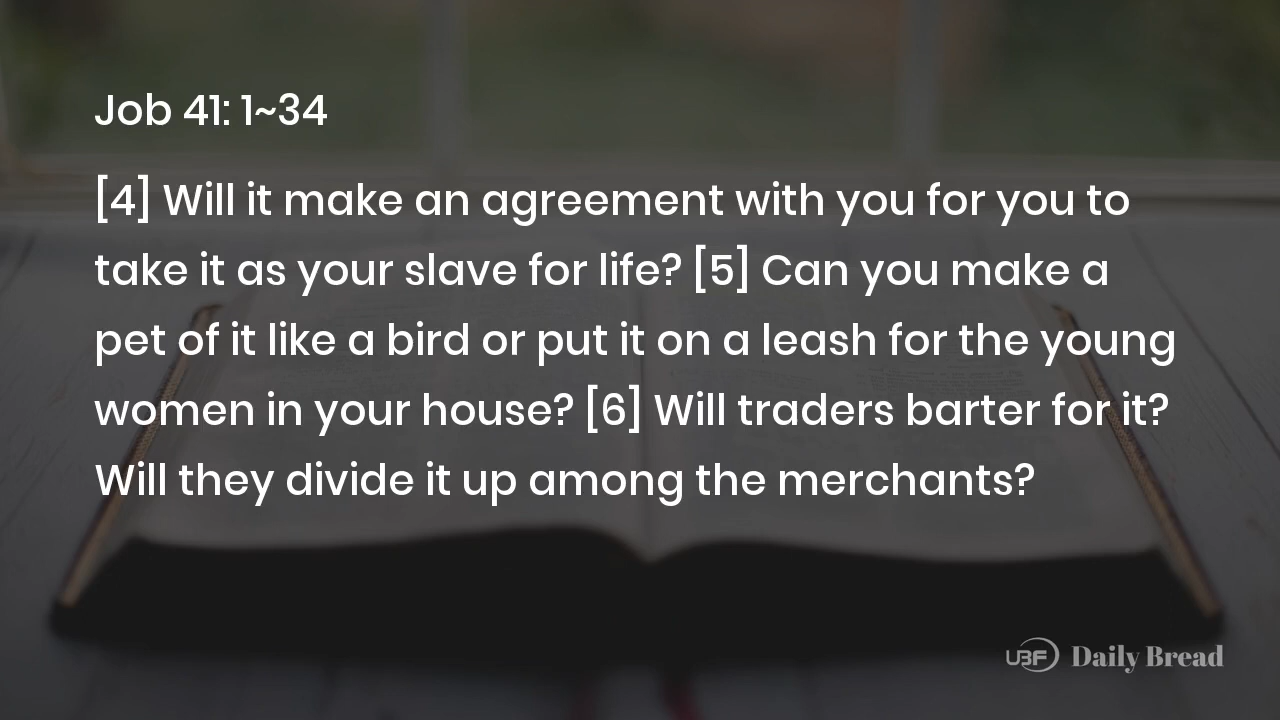 Job 41: 1~34
[4] Will it make an agreement with you for you to
take it as your slave for life? [5] Can you make a
pet of it like a bird or put it on a leash for the young
women in your house? [6] Will traders barter for it?
Will they divide it up among the merchants?
UBF Daily Bread